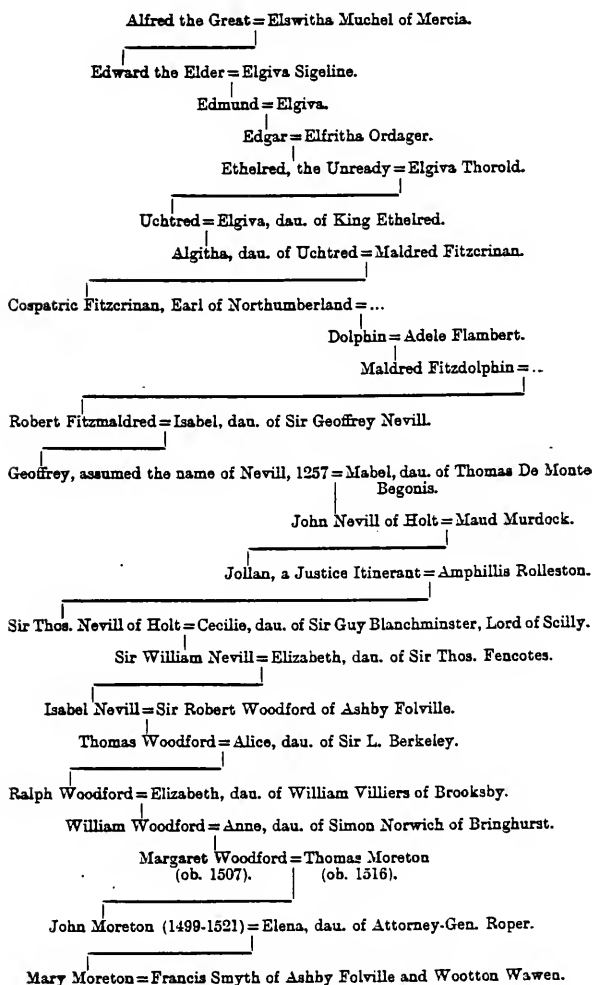 Alfred the Great=Elswitha Muchel of Mercia.
Edward the Elder=Elgiva Sigeline.
Edmund=Elgiva.
Edgar=Elfritha Ordager.
Ethelred, the Unready=Elgiva Thorold.
Uchtred=Elgiva, dau. of King Ethelred.
Algitha, dau. of Uchtred=Maldred Fitzcrinan.
Cospatric Fitzcrinan, Earl of Northumberland=...
Dolphin=Adele Flambert.
Maldred Fitzdolphin=...
Robert Fitzmaldred=Isabel, dau. of Sir Geoffrey Nevill.
Geoffrey, assumed the name of Nevill, 1257=Mabel, dau. of Thomas De Monte
Begonis.
John Nevill of Holt=Maud Murdock.
Jollan, a Justice Itinerant=Amphillis Rolleston.
Sir Thos. Nevill of Holt=Cecilie, dau. of Sir Guy Blanchminster, Lord of Scilly.
Sir William Nevill=Elizabeth, dau. of Sir Thos. Fencotes.
Isabel Nevill=Sir Robert Woodford of Ashby Folville.
Thomas Woodford=Alice, dau. of Sir L. Berkeley.
Ralph Woodford=Elizabeth, dau. of William Villiers of Brooksby.
William Woodford=Anne, dau. of Simon Norwich of Bringhurst.
Margaret Woodford=Thomas Moreton
(ob. 1507). (ob. 1516).
John Moreton (1499-1521)=Elena, dau. of Attorney-Gen. Roper.
Mary Moreton=Francis Smyth of Ashby Folville and Wootton Wawen.